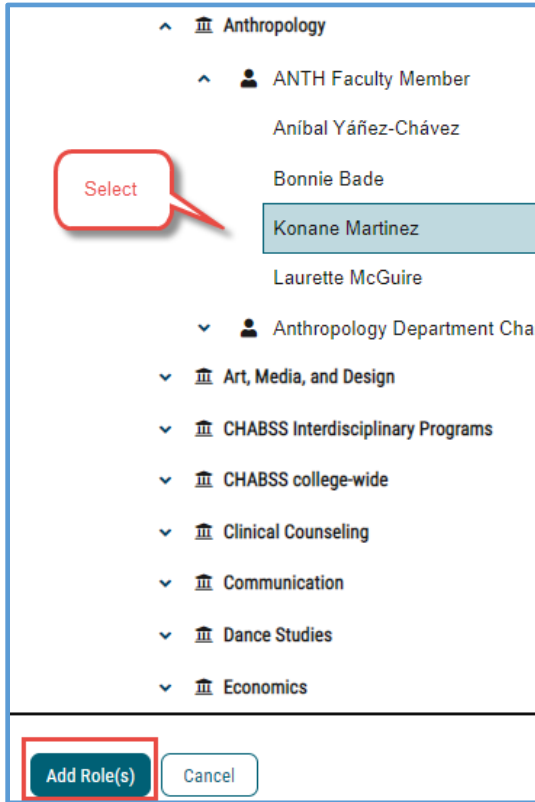 Anthropology
ANTH Faculty Member
Aníbal Yáñez-Chávez
Select
Bonnie Bade
Konane Martinez
Laurette McGuire
Anthropology Department Cha
Art, Media, and Design
CHABSS Interdisciplinary Programs
CHABSS college-wide
Clinical Counseling
Communication
Dance Studies
Economics
Add Role(s)
Cancel